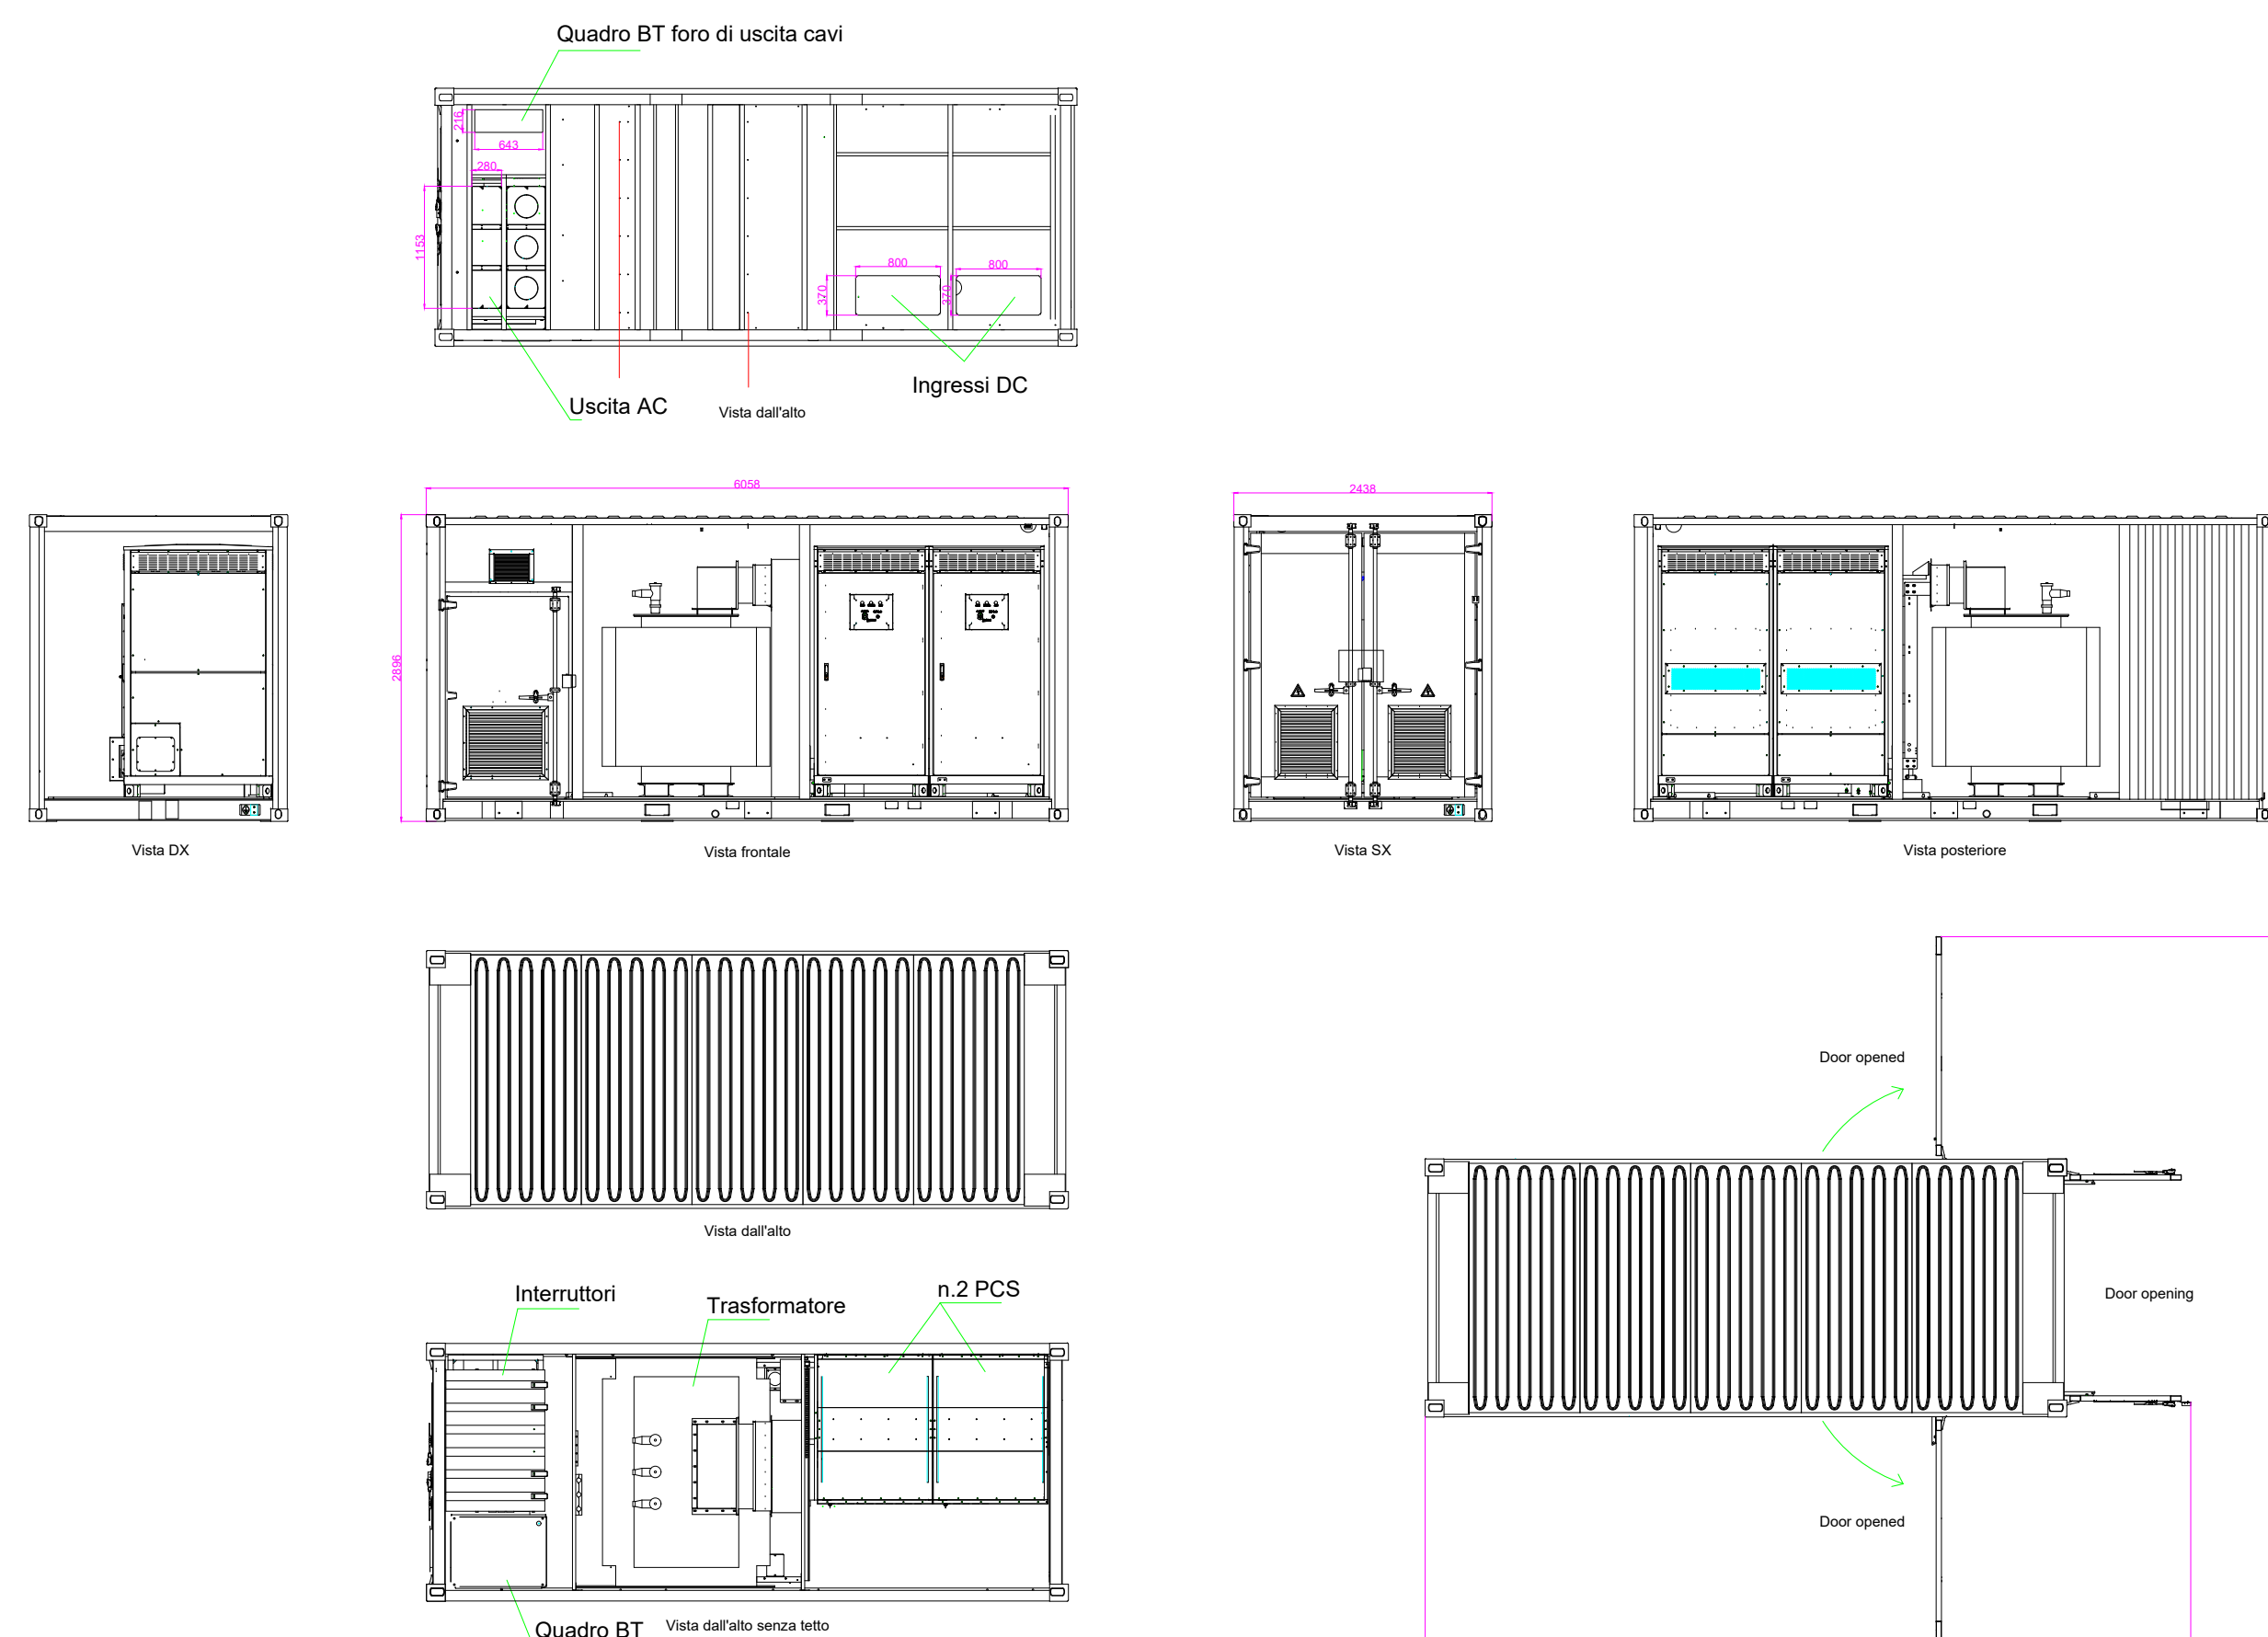 Quadro BT foro di uscita cavi
216
643
280
1153
800
800
370
370
Ingressi DC
Uscita AC
Vista dall'alto
6058
2438
2896
Vista DX
Vista frontale
Vista SX
Vista posteriore
Door opened
Vista dall'alto
Interruttori
Trasformatore
n.2 PCS
Door opening
Door opened
Quadro BT
Vista dall'alto senza tetto